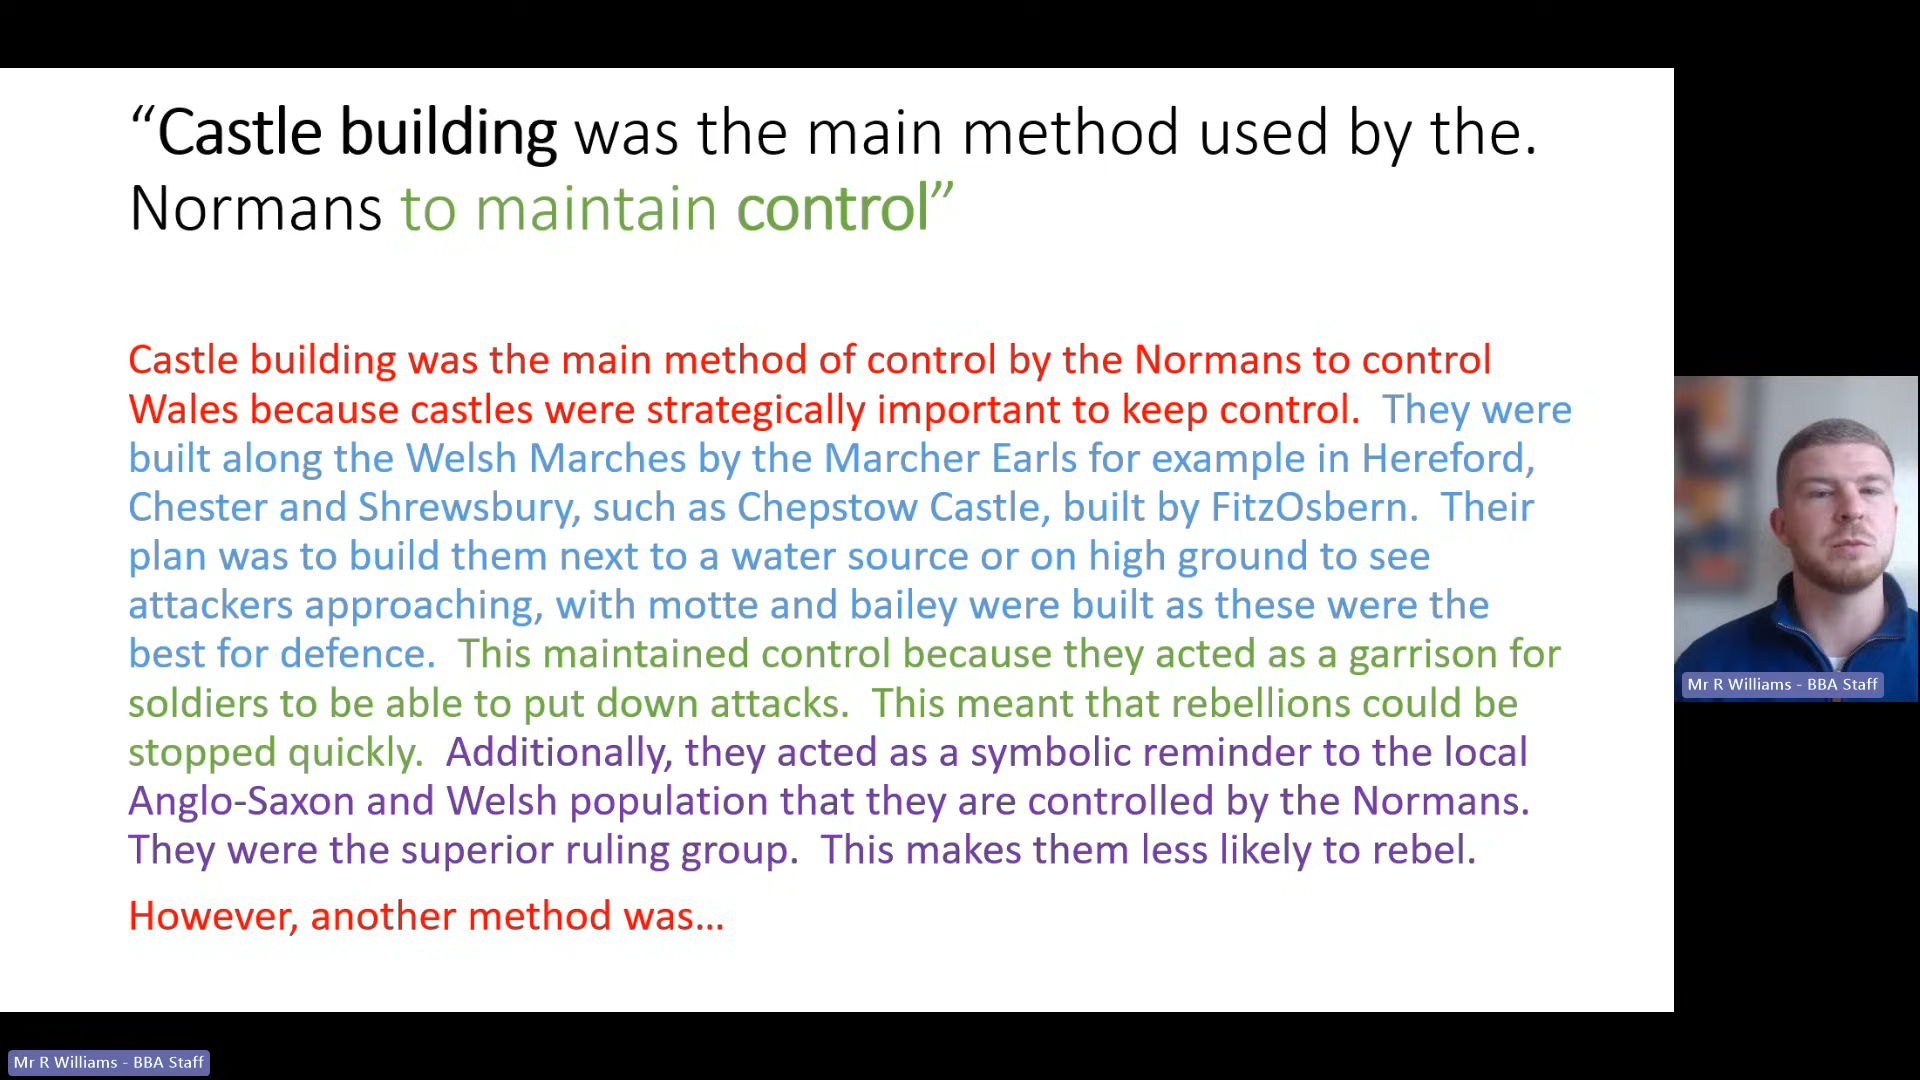 “Castle building was the main method used by the.
Normans to maintain control”
Castle building was the main method of control by the Normans to control
Wales because castles were strategically important to keep control. They were
built along the Welsh Marches by the Marcher Earls for example in Hereford,
Chester and Shrewsbury, such as Chepstow Castle, built by FitzOsbern. Their
plan was to build them next to a water source or on high ground to see
attackers approaching, with motte and bailey were built as these were the
best for defence. This maintained control because they acted as a garrison for
soldiers to be able to put down attacks. This meant that rebellions could be
stopped quickly. Additionally, they acted as a symbolic reminder to the local
Anglo-Saxon and Welsh population that they are controlled by the Normans.
They were the superior ruling group. This makes them less likely to rebel.
However, another method was…
Mr R Williams - BBA Staff
Mr R Williams - BBA Staff